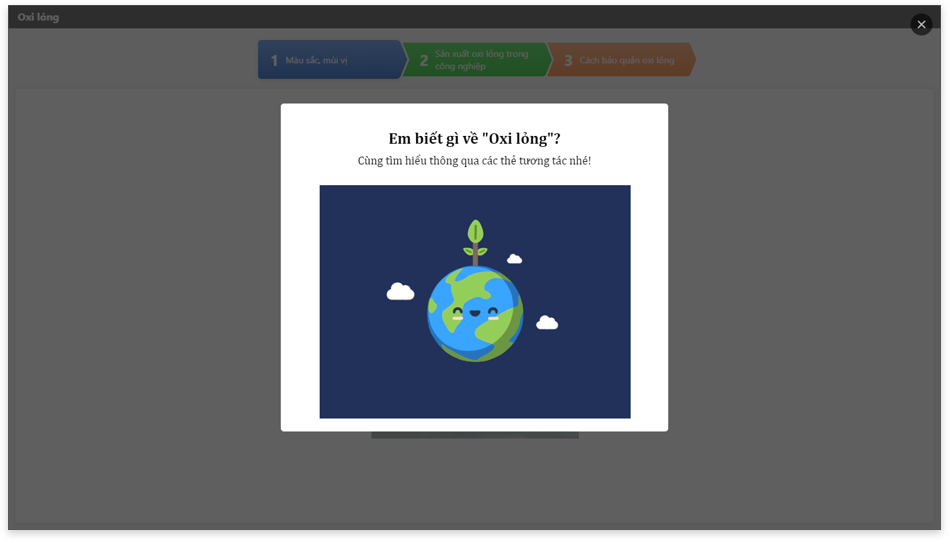 Oxi lỏng
1 Màu sắc, mùi vị
2 Sản xuất oxi lỏng trong
công nghiệp
3 Cách bảo quản oxi lỏng
Em biết gì về "Oxi lỏng"?
Cùng tìm hiểu thông qua các thẻ tương tác nhé!